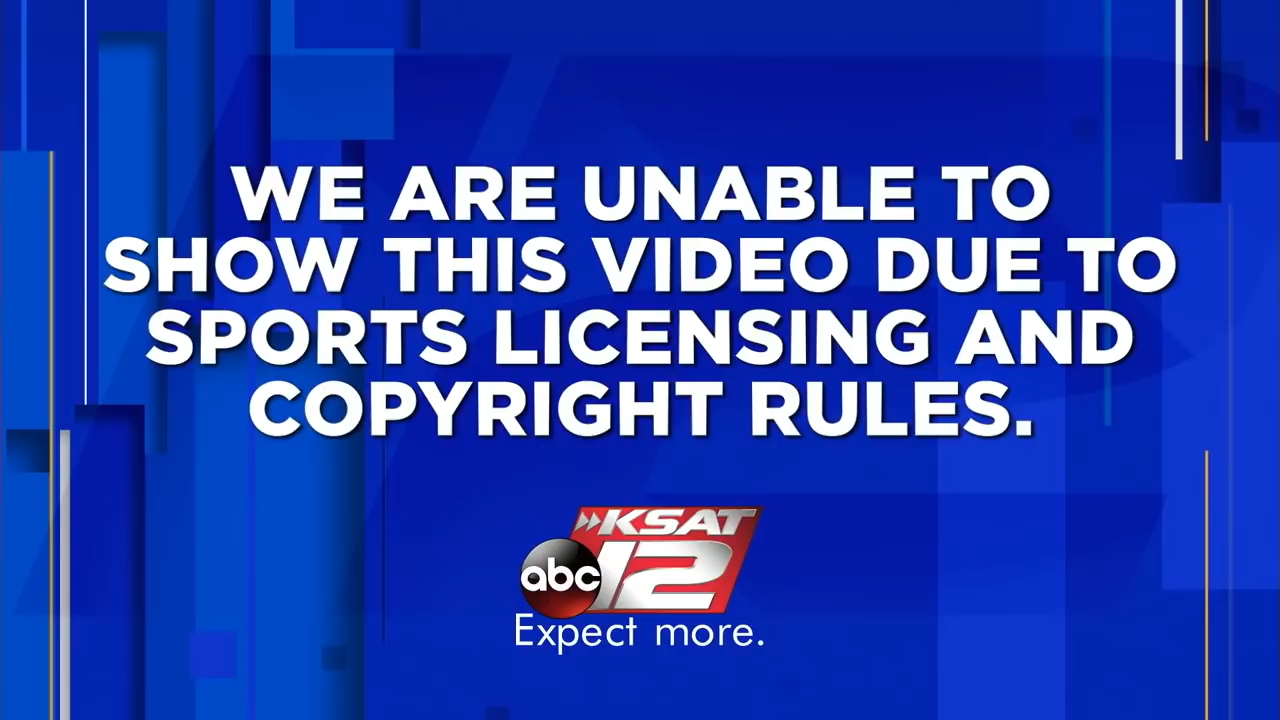 WE ARE UNABLE TO
SHOW THIS VIDEO DUE TO
SPORTS LICENSING AND
COPYRIGHT RULES.
KSAT
abc 12
Expect more.